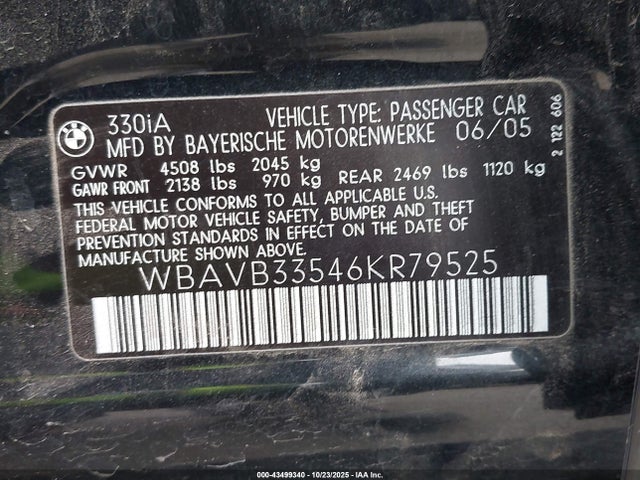 BMW
330iA VEHICLE TYPE: PASSENGER CAR
MFD BY BAYERISCHE MOTORENWERKE 06/05
GVWR 4508 lbs 2045 kg
GAWR FRONT 2138 lbs 970 kg REAR 2469 lbs 1120 kg
THIS VEHICLE CONFORMS TO ALL APPLICABLE U.S.
FEDERAL MOTOR VEHICLE SAFETY, BUMPER AND THEFT
PREVENTION STANDARDS IN EFFECT ON THE DATE OF
MANUFACTURE SHOWN ABOVE.
WBAVB33546KR79525
2 122 606
000-43499340 - 10/23/2025 - IAA Inc.